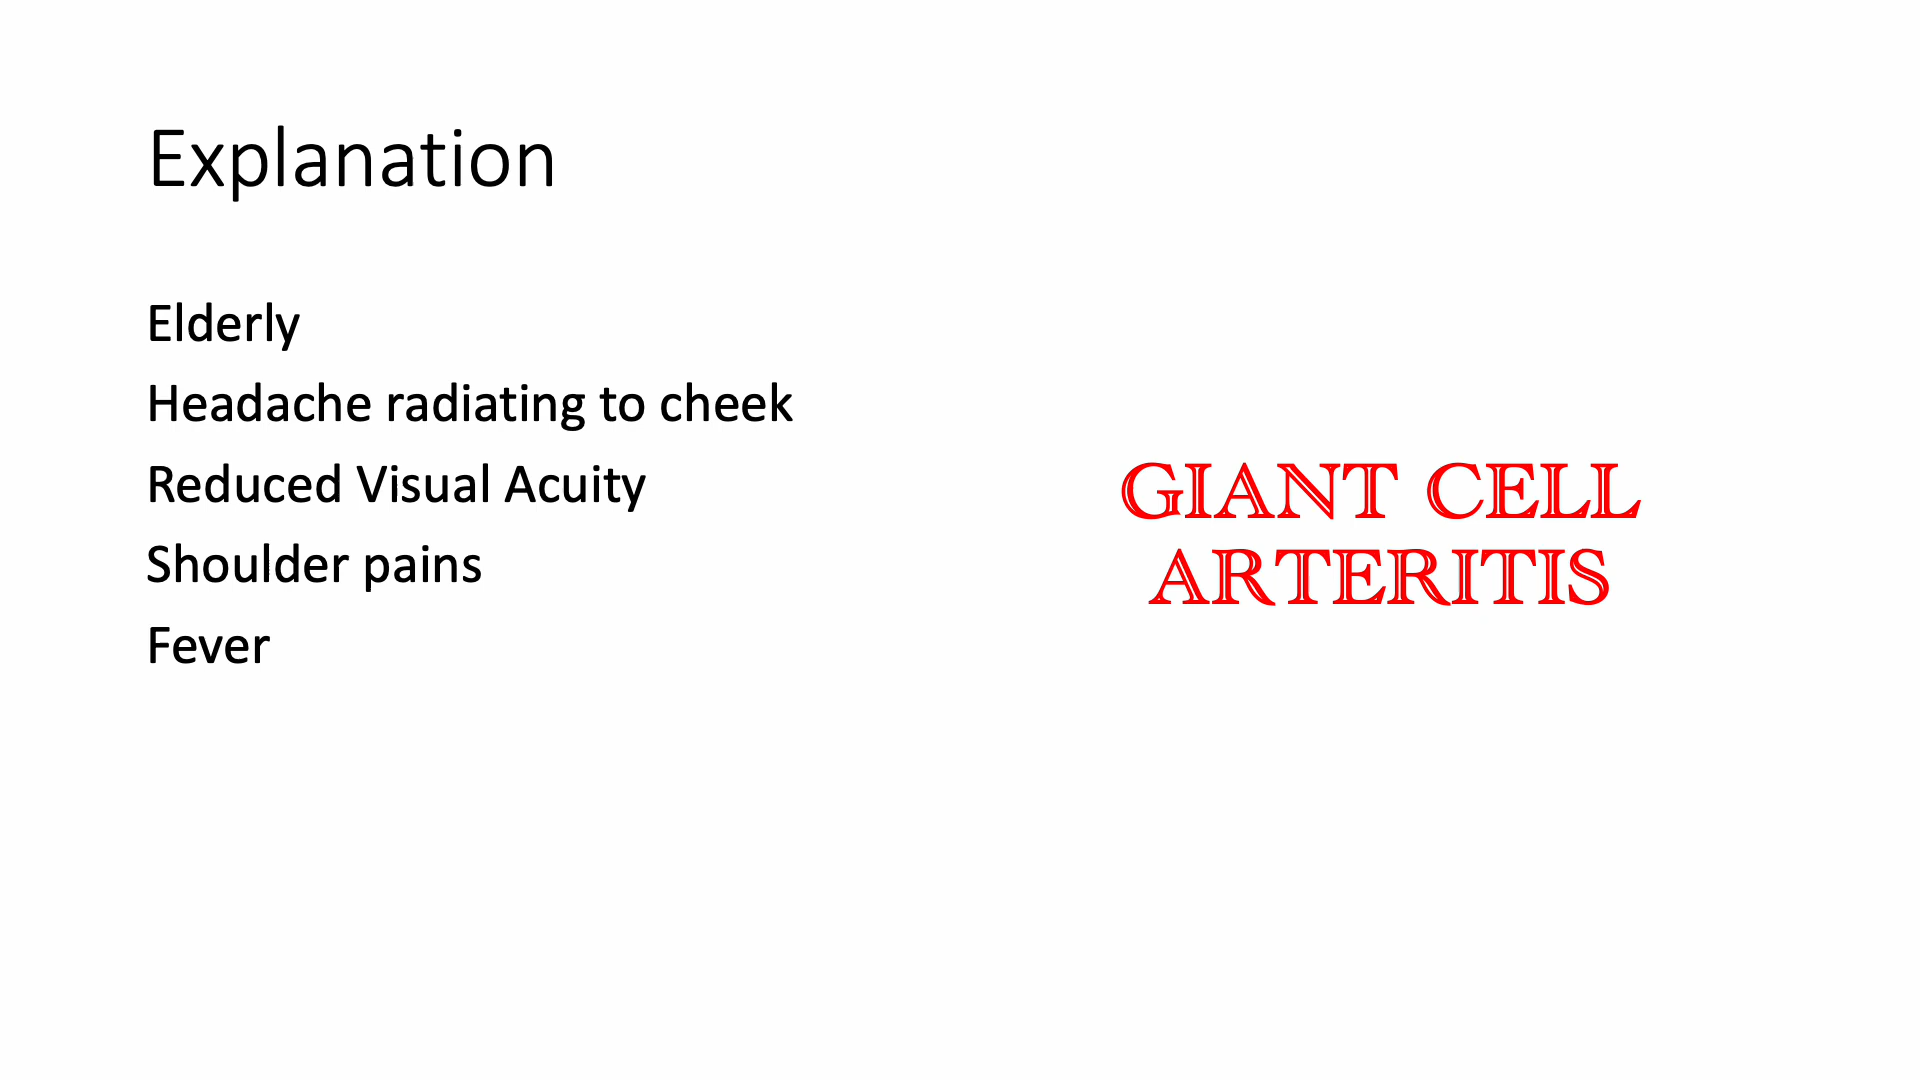 Explanation
Elderly
Headache radiating to cheek
Reduced Visual Acuity
Shoulder pains
Fever
GIANT CELL
ARTERITIS